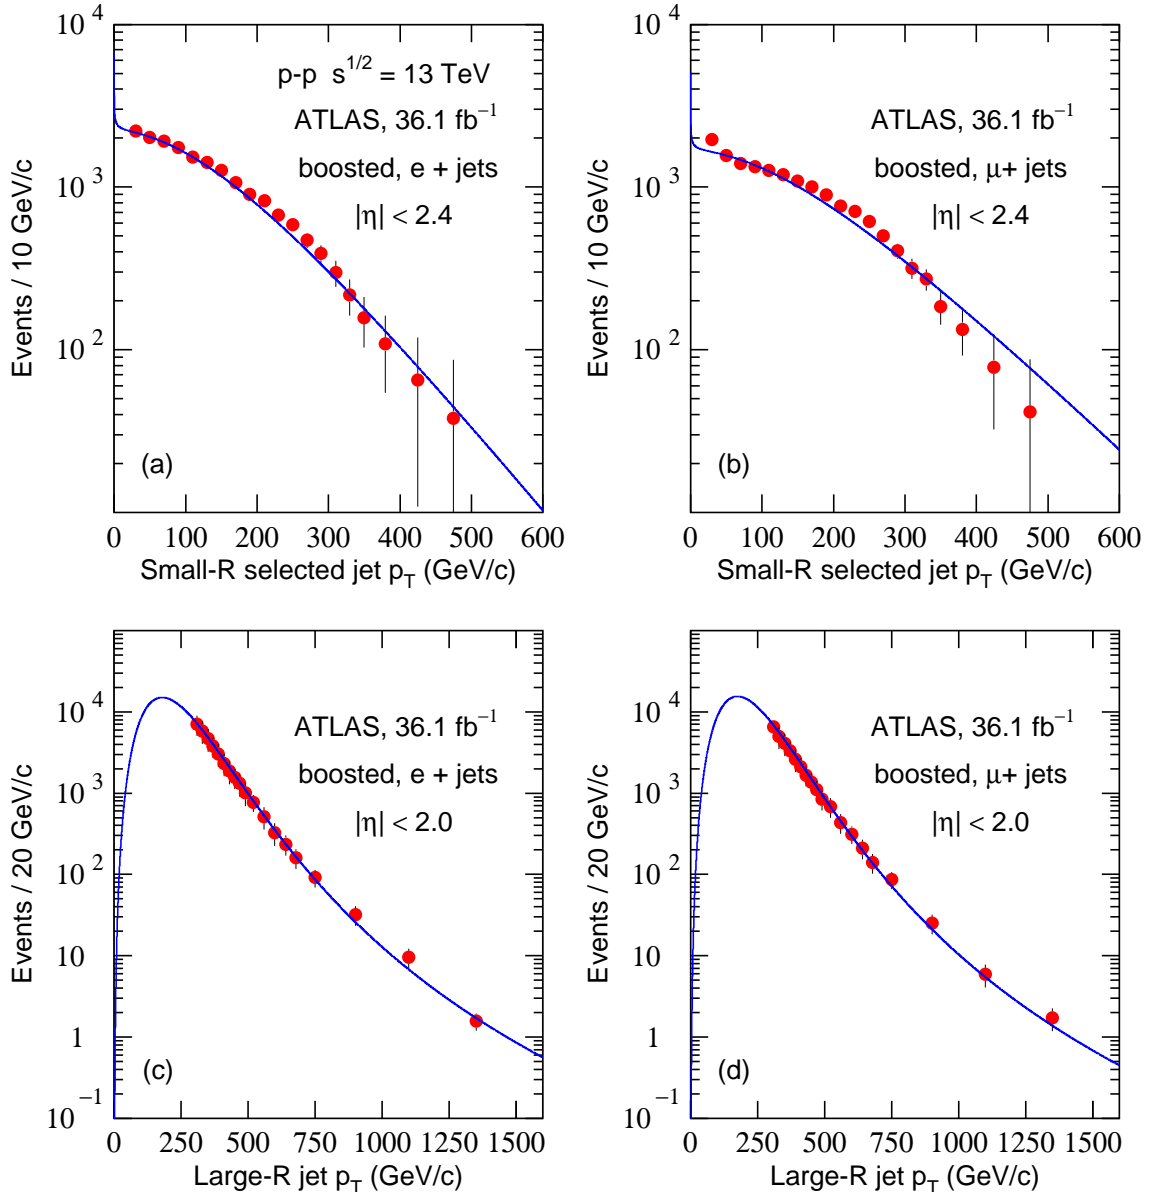 p-p s^{1/2} = 13 TeV
ATLAS, 36.1 fb^{−1}
boosted, e + jets
|η| < 2.4
(a)
10^4
10^3
10^2
Events / 10 GeV/c
0 100 200 300 400 500 600
Small-R selected jet p_T (GeV/c)
ATLAS, 36.1 fb^{−1}
boosted, μ+ jets
|η| < 2.4
(b)
10^4
10^3
10^2
Events / 10 GeV/c
0 100 200 300 400 500 600
Small-R selected jet p_T (GeV/c)
ATLAS, 36.1 fb^{−1}
boosted, e + jets
|η| < 2.0
(c)
10^4
10^3
10^2
10
1
10^{−1}
Events / 20 GeV/c
0 250 500 750 1000 1250 1500
Large-R jet p_T (GeV/c)
ATLAS, 36.1 fb^{−1}
boosted, μ+ jets
|η| < 2.0
(d)
10^4
10^3
10^2
10
1
10^{−1}
Events / 20 GeV/c
0 250 500 750 1000 1250 1500
Large-R jet p_T (GeV/c)